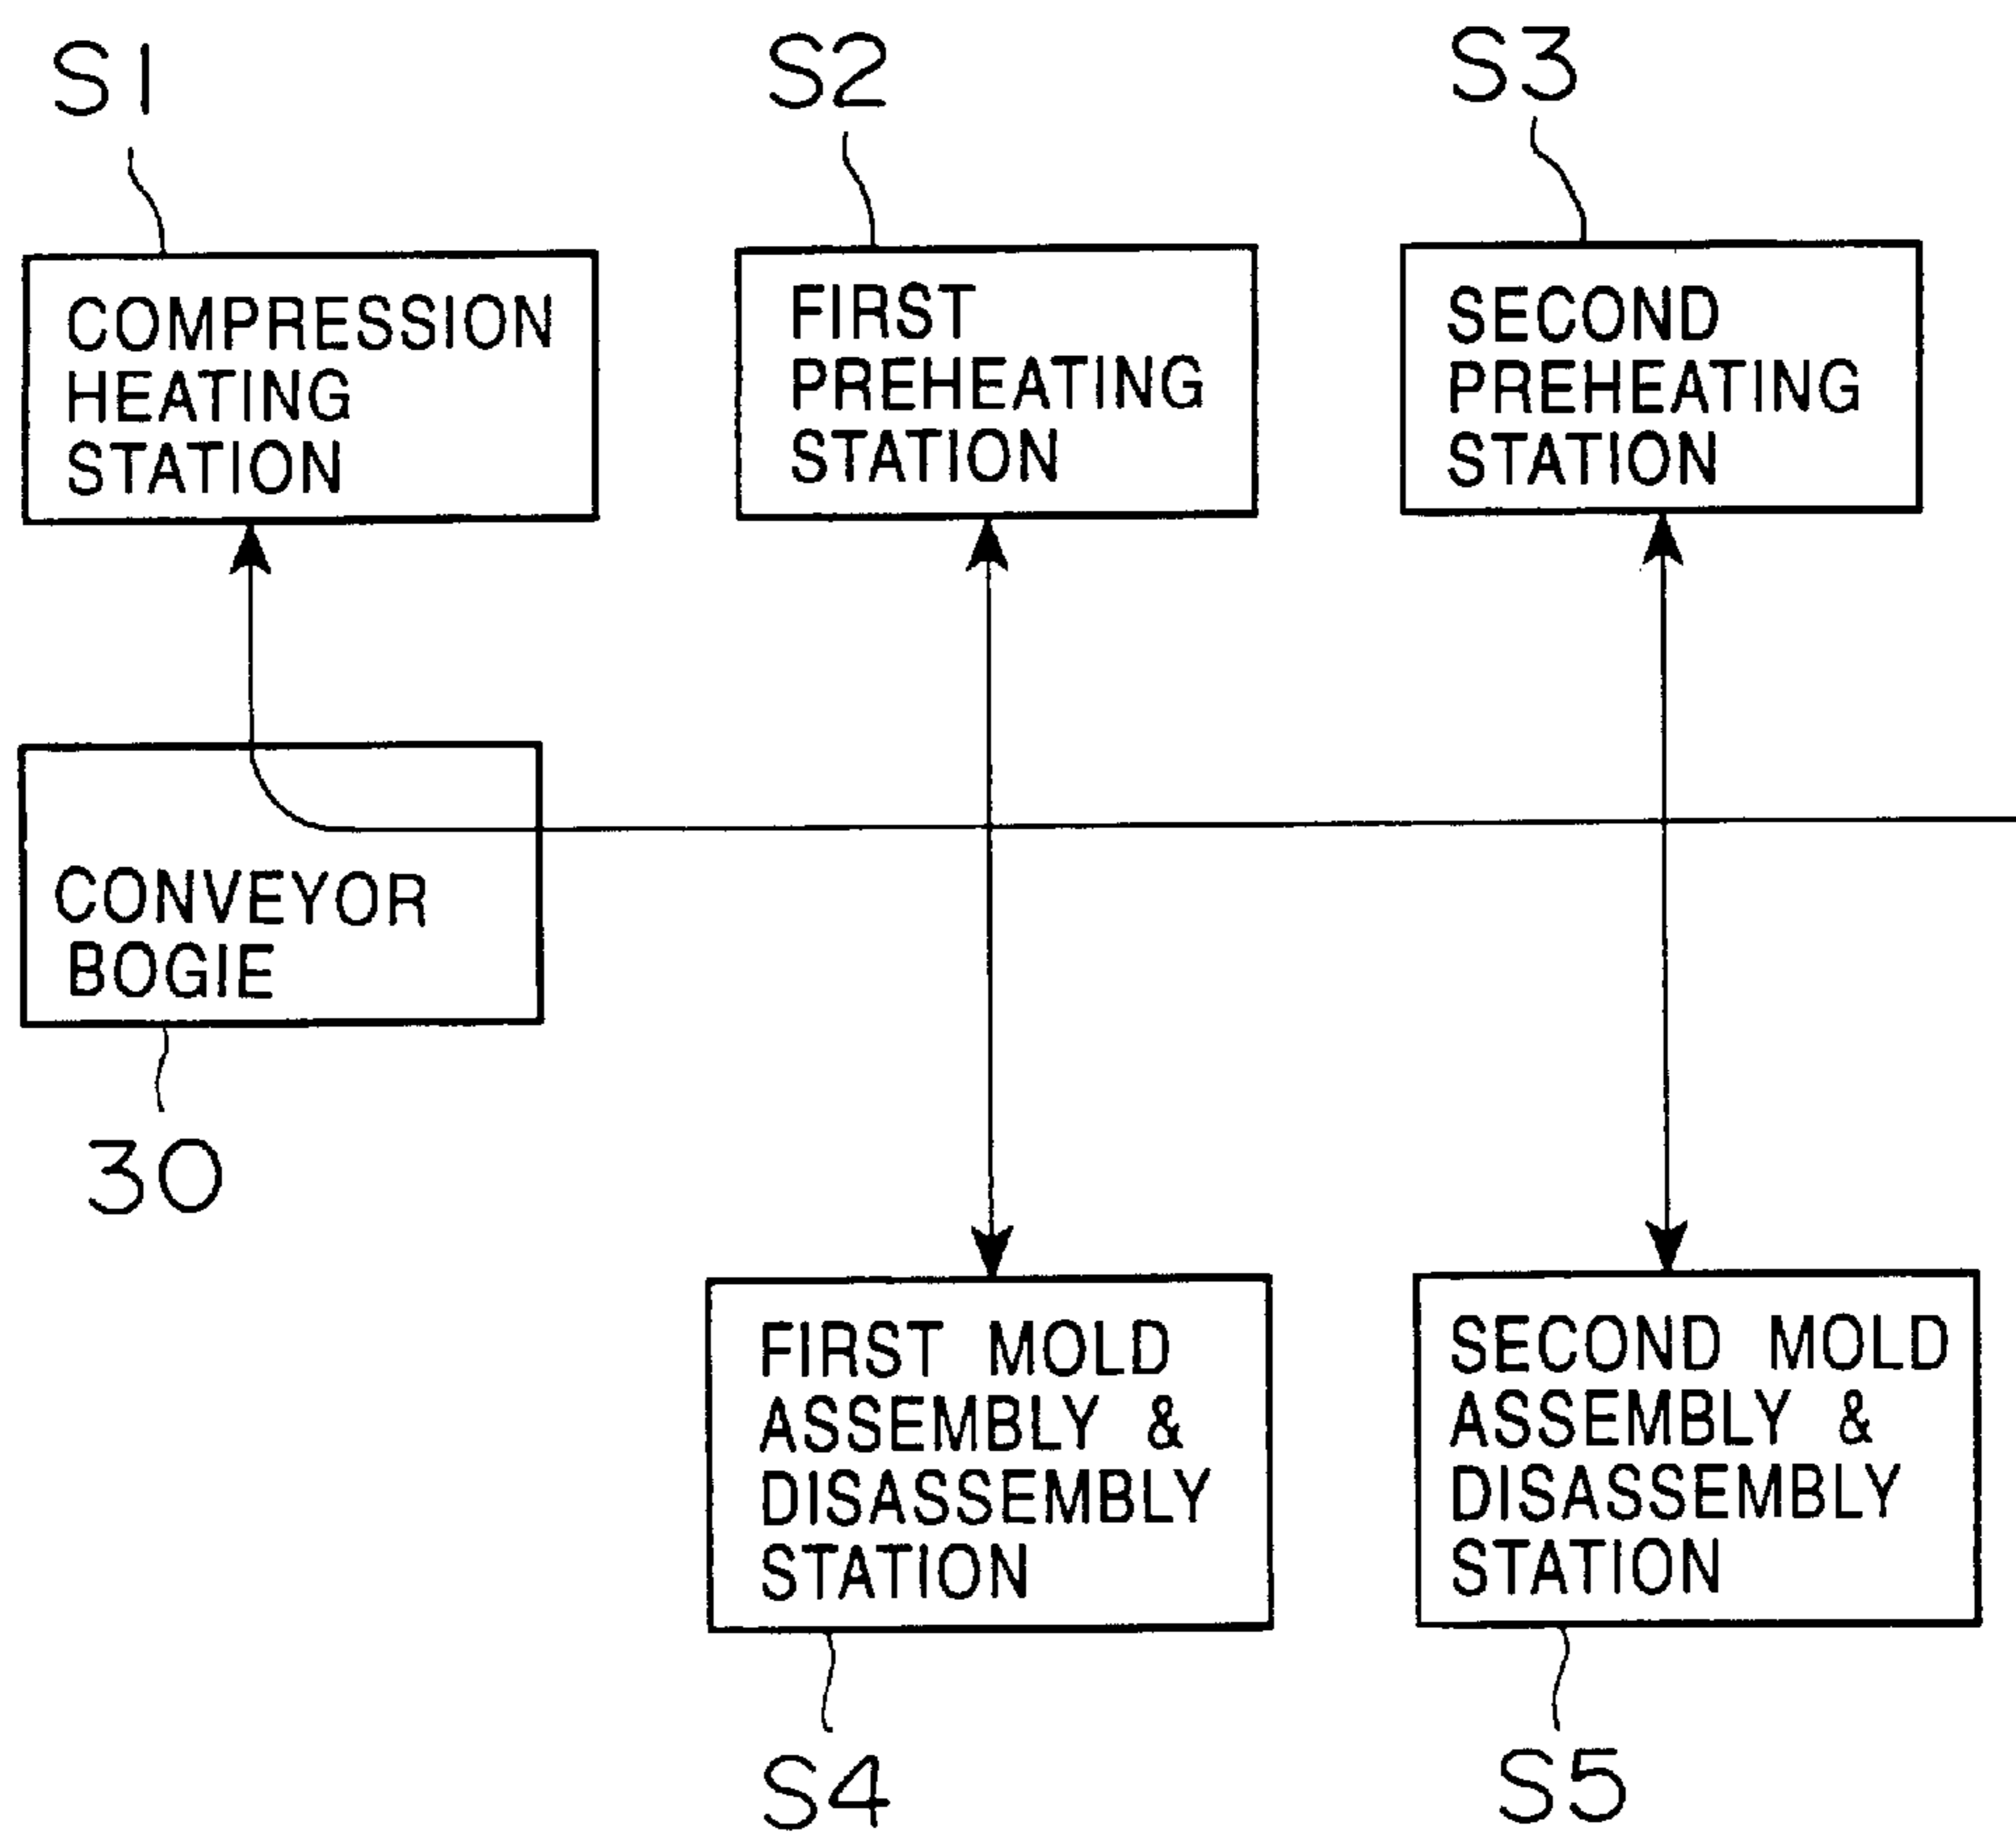 S1
S2
S3
COMPRESSION
HEATING
STATION
FIRST
PREHEATING
STATION
SECOND
PREHEATING
STATION
CONVEYOR
BOGIE
30
FIRST MOLD
ASSEMBLY &
DISASSEMBLY
STATION
SECOND MOLD
ASSEMBLY &
DISASSEMBLY
STATION
S4
S5